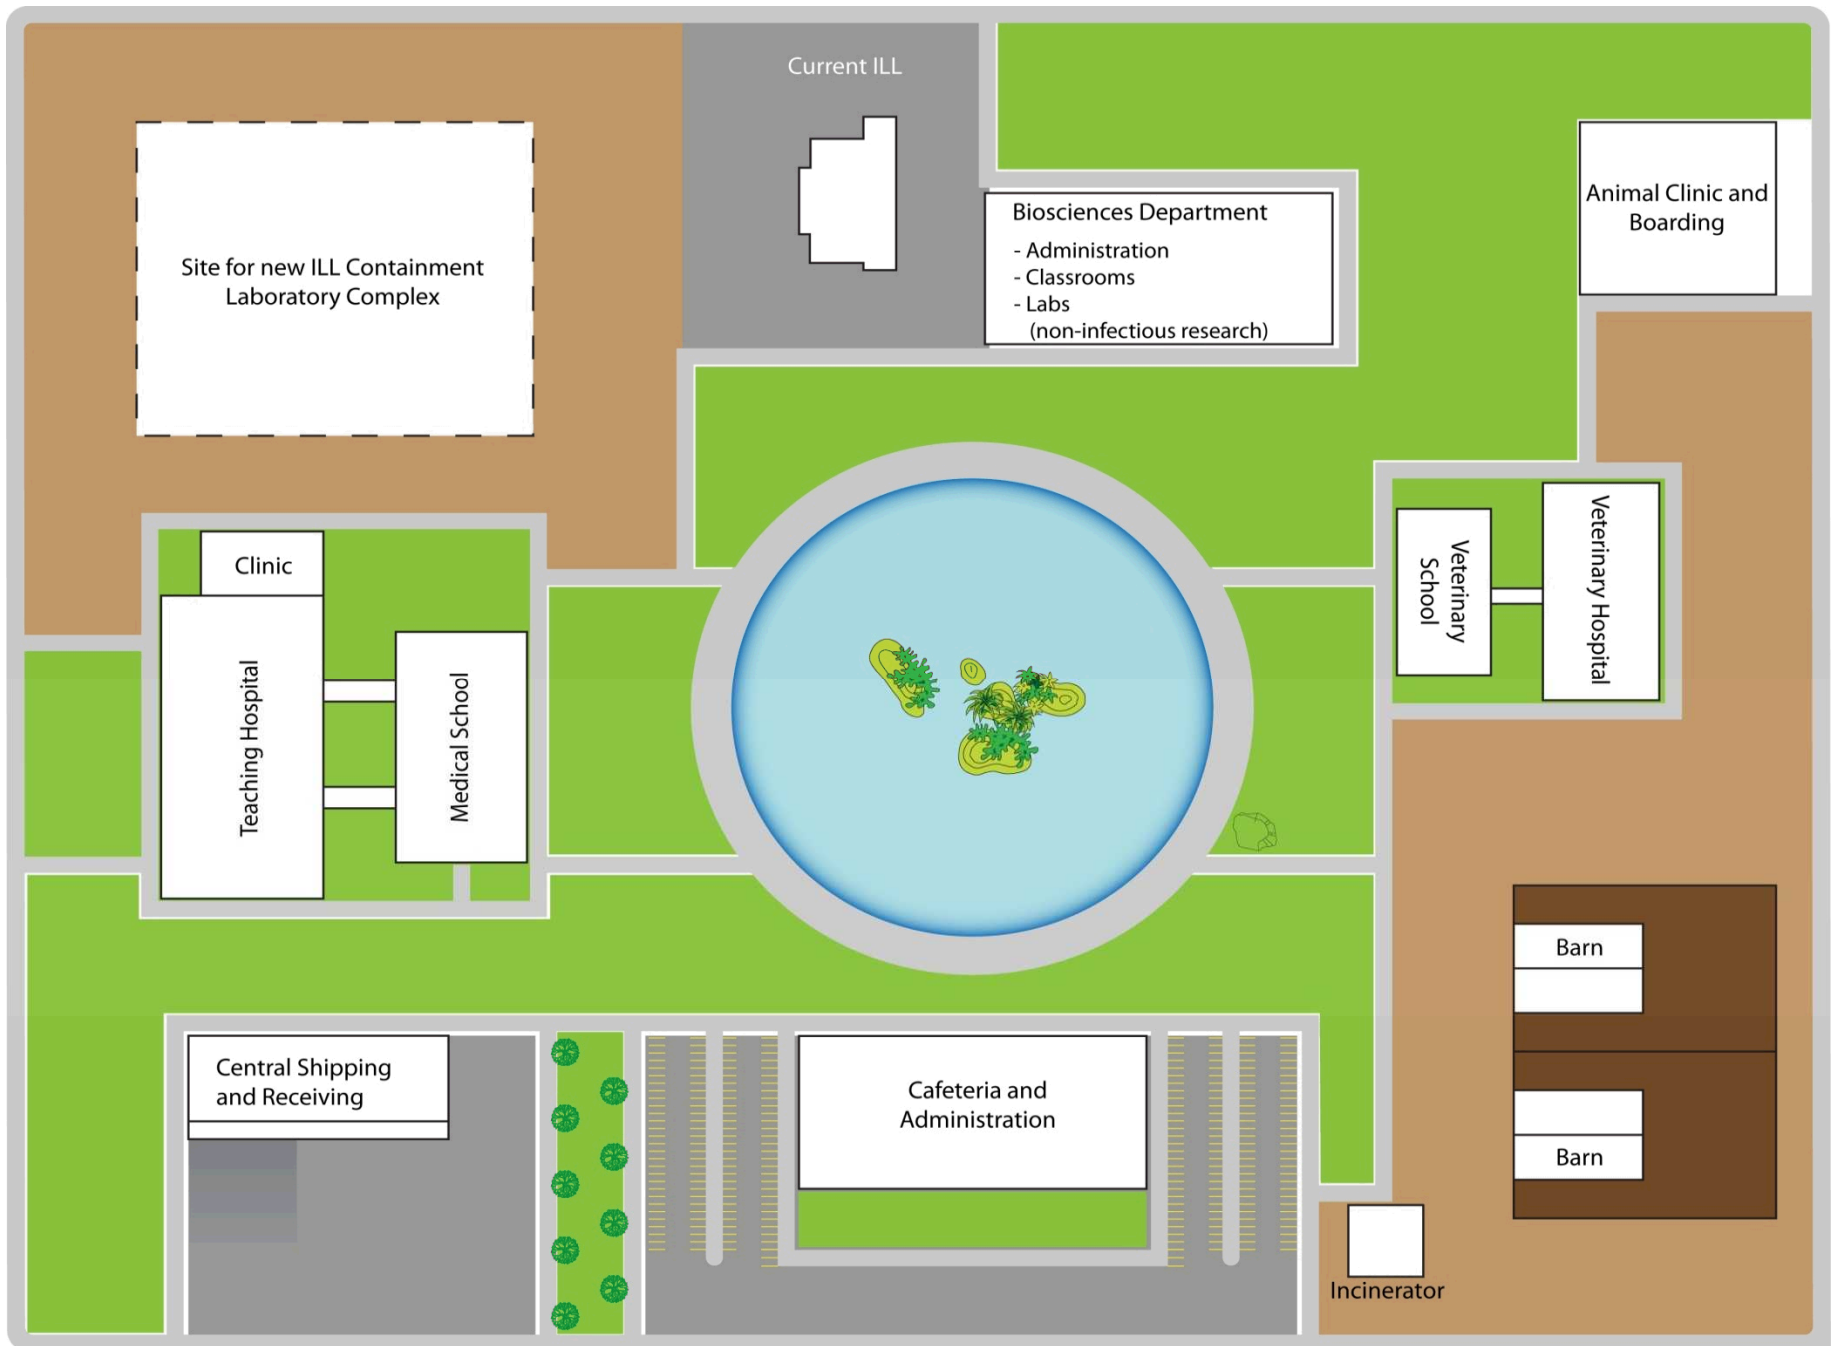 Current ILL
Site for new ILL Containment
Laboratory Complex
Biosciences Department
- Administration
- Classrooms
- Labs
(non-infectious research)
Animal Clinic and
Boarding
Clinic
Teaching Hospital
Medical School
Veterinary
School
Veterinary Hospital
Barn
Barn
Central Shipping
and Receiving
Cafeteria and
Administration
Incinerator